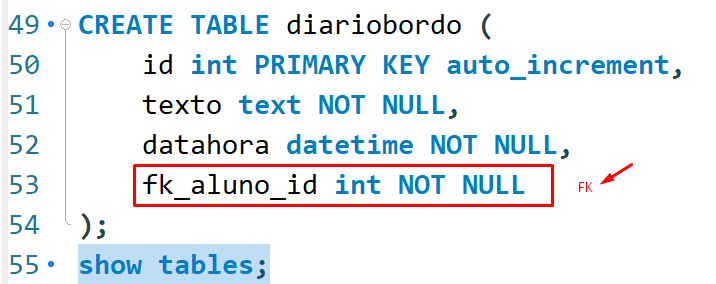 49 CREATE TABLE diariobordo (
50 id int PRIMARY KEY auto_increment,
51 texto text NOT NULL,
52 datahora datetime NOT NULL,
53 fk_aluno_id int NOT NULL FK
54 );
55 show tables;